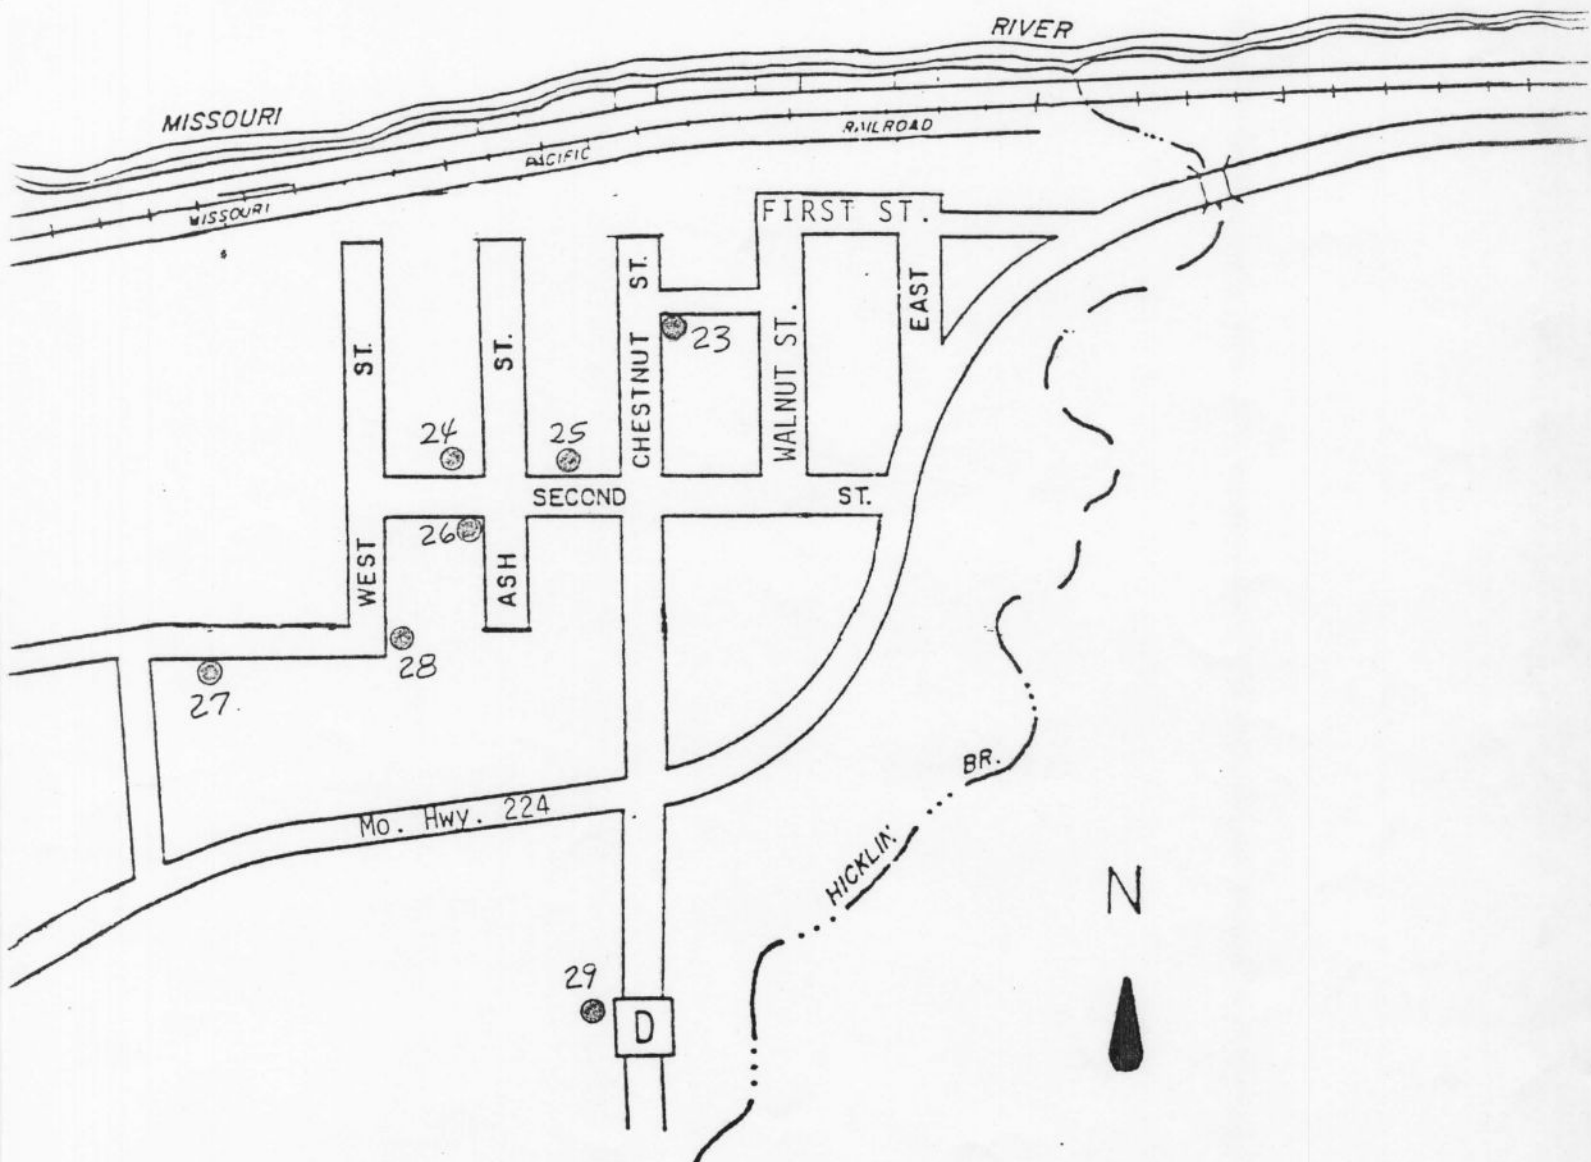 RIVER
MISSOURI
RAILROAD
PACIFIC
MISSOURI
FIRST ST.
ST.
EAST
23
WALNUT ST.
CHESTNUT
ST.
ST.
24
25
SECOND
ST.
26
WEST
ASH
28
27.
BR.
Mo. Hwy. 224
HICKLIN
N
29
D